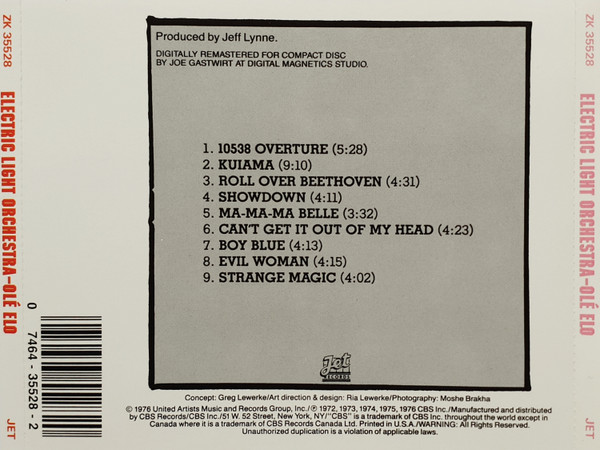 ZK 35528
ELECTRIC LIGHT ORCHESTRA-OLÉ ELO
JET
Produced by Jeff Lynne.
DIGITALLY REMASTERED FOR COMPACT DISC
BY JOE GASTWIRT AT DIGITAL MAGNETICS STUDIO.
1. 10538 OVERTURE (5:28)
2. KUIAMA (9:10)
3. ROLL OVER BEETHOVEN (4:31)
4. SHOWDOWN (4:11)
5. MA-MA-MA BELLE (3:32)
6. CAN'T GET IT OUT OF MY HEAD (4:23)
7. BOY BLUE (4:13)
8. EVIL WOMAN (4:15)
9. STRANGE MAGIC (4:02)
Jet
RECORDS
0 7464-35528-2
Concept: Greg Lewerke/Art direction & design: Ria Lewerke/Photography: Moshe Brakha
© 1976 United Artists Music and Records Group, Inc./℗ 1972, 1973, 1974, 1975, 1976 CBS Inc./Manufactured and distributed
by CBS Records/CBS Inc./51 W. 52 Street, New York, NY/"CBS" is a trademark of CBS Inc. throughout the world except in
Canada where it is a trademark of CBS Records Canada Ltd. Printed in U.S.A./WARNING: All Rights Reserved.
Unauthorized duplication is a violation of applicable laws.
ZK 35528
ELECTRIC LIGHT ORCHESTRA-OLÉ ELO
JET